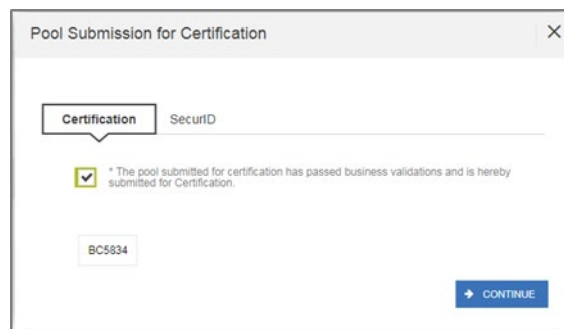 Pool Submission for Certification
Certification SecurID
* The pool submitted for certification has passed business validations and is hereby
submitted for Certification.
BC5834
CONTINUE